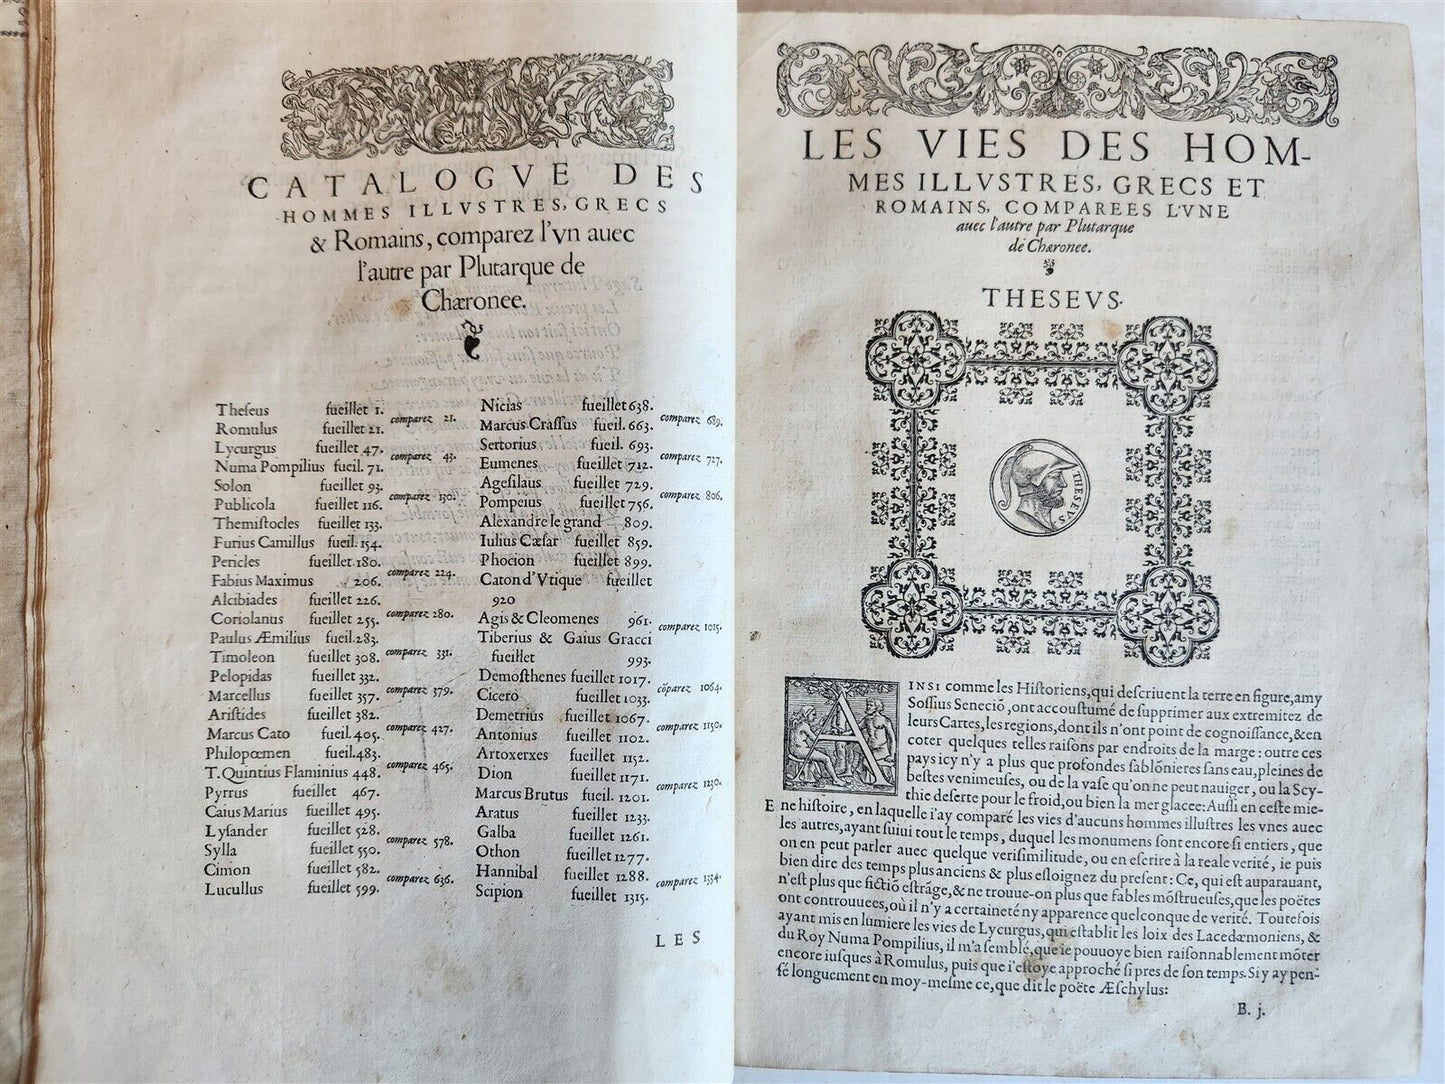 CATALOGVE DES
HOMMES ILLVSTRES, GRECS
& Romains, comparez l'vn auec
l'autre par Plutarque de
Chæronee.
Theſeus fueillet 1.
Romulus fueillet 21.
comparez 21.
Lycurgus fueillet 47.
Numa Pompilius fueil. 71.
comparez 43.
Solon fueillet 93.
Publicola fueillet 116.
comparez 130.
Themiſtocles fueillet 133.
Furius Camillus fueil. 154.
Pericles fueillet 180.
Fabius Maximus 206.
comparez 224.
Alcibiades fueillet 226.
Coriolanus fueillet 255.
comparez 280.
Paulus Æmilius fueil. 283.
Timoleon fueillet 308.
comparez 331.
Pelopidas fueillet 332.
Marcellus fueillet 357.
comparez 379.
Ariſtides fueillet 382.
Marcus Cato fueil. 405.
comparez 427.
Philopœmen fueil. 483.
T. Quintius Flaminius 448.
comparez 465.
Pyrrus fueillet 467.
Caius Marius fueillet 495.
Lyſander fueillet 528.
Sylla fueillet 550.
comparez 578.
Cimon fueillet 582.
Lucullus fueillet 599.
comparez 636.
Nicias fueillet 638.
Marcus Craſſus fueil. 663.
comparez 689.
Sertorius fueil. 693.
Eumenes fueillet 712.
comparez 727.
Ageſilaus fueillet 729.
Pompeius fueillet 756.
comparez 806.
Alexandre le grand 809.
Iulius Cæſar fueillet 859.
Phocion fueillet 899.
Caton d'Vtique fueillet
920
Agis & Cleomenes 961.
Tiberius & Gaius Gracci
fueillet 993.
comparez 1015.
Demoſthenes fueillet 1017.
Cicero fueillet 1033.
cōparez 1064.
Demetrius fueillet 1067.
Antonius fueillet 1102.
comparez 1150.
Artoxerxes fueillet 1152.
Dion fueillet 1171.
Marcus Brutus fueil. 1201.
comparez 1230.
Aratus fueillet 1233.
Galba fueillet 1261.
Othon fueillet 1277.
Hannibal fueillet 1288.
Scipion fueillet 1315.
comparez 1334.
LES
LES VIES DES HOM-
MES ILLVSTRES, GRECS ET
ROMAINS, COMPAREES L'VNE
auec l'autre par Plutarque
de Chæronee.
THESEVS.
THESEVS
AINSI comme les Hiſtoriens, qui deſcriuent la terre en figure, amy
Soſſius Seneciō, ont accouſtumé de ſupprimer aux extremitez de
leurs Cartes, les regions, dont ils n'ont point de cognoiſſance, & en
coter quelques telles raiſons par endroits de la marge: outre ces
pays icy n'y a plus que profondes ſablōnieres ſans eau, pleines de
beſtes venimeuſes, ou de la vaſe qu'on ne peut nauiger, ou la Scy-
thie deſerte pour le froid, ou bien la mer glacee: Auſſi en ceſte mie-
E ne hiſtoire, en laquelle i'ay comparé les vies d'aucuns hommes illuſtres les vnes auec
les autres, ayant ſuiui tout le temps, duquel les monumens ſont encore ſi entiers, que
on en peut parler auec quelque veriſimilitude, ou en eſcrire à la reale verité, ie puis
bien dire des temps plus anciens & plus eſloignez du preſent: Ce, qui eſt auparauant,
n'eſt plus que fictiō eſtrāge, & ne trouue-on plus que fables mōſtrueuſes, que les poëtes
ont controuuees, où il n'y a certaineté ny apparence quelconque de verité. Toutefois
ayant mis en lumiere les vies de Lycurgus, qui eſtablit les loix des Lacedæmoniens, &
du Roy Numa Pompilius, il m'a ſemblé, que ie pouuoye bien raiſonnablement mōter
encore iuſques à Romulus, puis que i'eſtoye approché ſi pres de ſon temps. Si y ay pen-
ſé longuement en moy-meſme ce, que dit le poëte Æſchylus:
B. j.